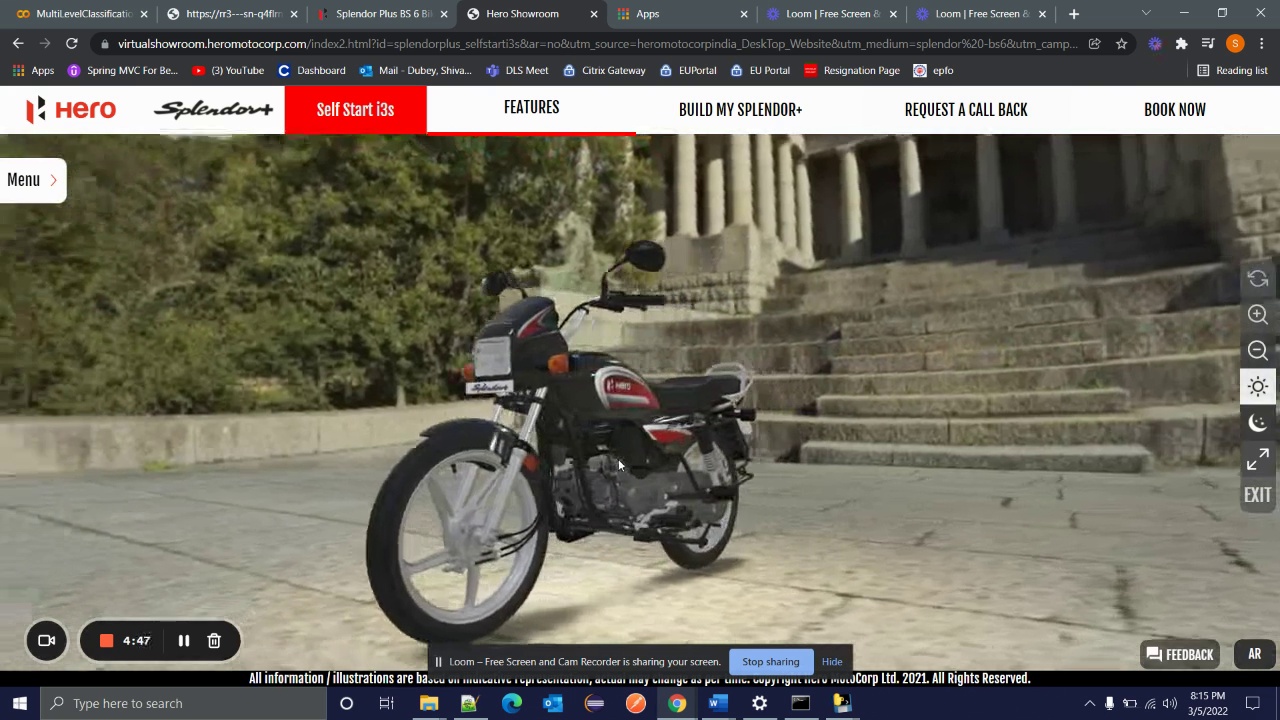 MultiLevelClassificatio
https://rr3---sn-q4flrn
Splendor Plus BS 6 Bik
Hero Showroom
Apps
Loom | Free Screen &
Loom | Free Screen &
virtualshowroom.heromotocorp.com/index2.html?id=splendorplus_selfstarti3s&at=no&utm_source=heromotocorpindia_DeskTop_Website&utm_medium=splendor%20-bs6&utm_camp...
S
Apps
Spring MVC For Be...
(3) YouTube
Dashboard
Mail - Dubey, Shiva...
DLS Meet
Citrix Gateway
EUPortal
EU Portal
Resignation Page
epfo
Reading list
HERO
Splendor+
Self Start i3s
FEATURES
BUILD MY SPLENDOR+
REQUEST A CALL BACK
BOOK NOW
Menu
HERO
Splendor+
EXIT
4:47
Loom – Free Screen and Cam Recorder is sharing your screen.
Stop sharing
Hide
FEEDBACK
AR
All information / illustrations are based on indicative representation, actual may change as per time. Copyright Hero MotoCorp Ltd. 2021. All Rights Reserved.
Type here to search
8:15 PM
3/5/2022